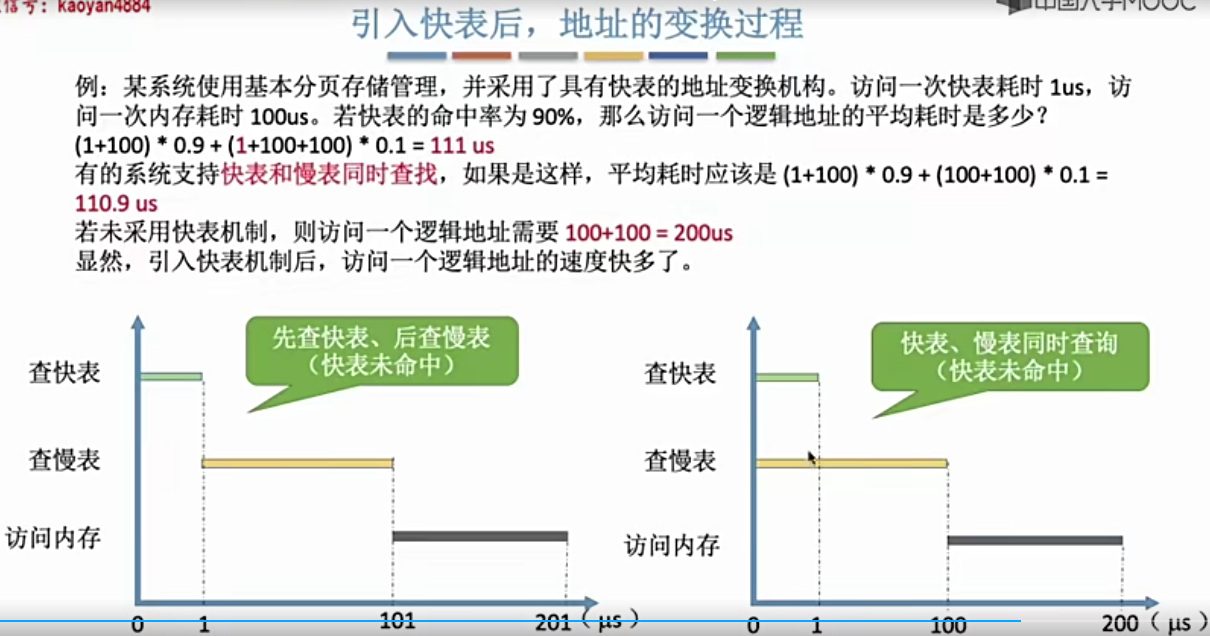 信号：kaoyan4884
中国大学MOOC
引入快表后，地址的变换过程
例：某系统使用基本分页存储管理，并采用了具有快表的地址变换机构。访问一次快表耗时 1us，访
问一次内存耗时 100us。若快表的命中率为 90%，那么访问一个逻辑地址的平均耗时是多少？
(1+100) * 0.9 + (1+100+100) * 0.1 = 111 us
有的系统支持快表和慢表同时查找，如果是这样，平均耗时应该是 (1+100) * 0.9 + (100+100) * 0.1 =
110.9 us
若未采用快表机制，则访问一个逻辑地址需要 100+100 = 200us
显然，引入快表机制后，访问一个逻辑地址的速度快多了。
先查快表、后查慢表
（快表未命中）
查快表
查慢表
访问内存
0 1 101 201（μs）
快表、慢表同时查询
（快表未命中）
查快表
查慢表
访问内存
0 1 100 200（μs）